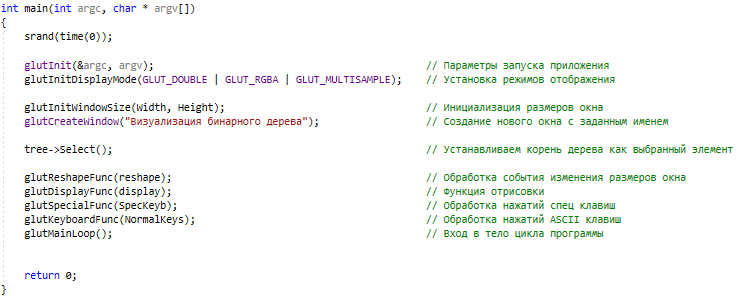 int main(int argc, char * argv[])
{
srand(time(0));
glutInit(&argc, argv); // Параметры запуска приложения
glutInitDisplayMode(GLUT_DOUBLE | GLUT_RGBA | GLUT_MULTISAMPLE); // Установка режимов отображения
glutInitWindowSize(Width, Height); // Инициализация размеров окна
glutCreateWindow("Визуализация бинарного дерева"); // Создание нового окна с заданным именем
tree->Select(); // Устанавливаем корень дерева как выбранный элемент
glutReshapeFunc(reshape); // Обработка события изменения размеров окна
glutDisplayFunc(display); // Функция отрисовки
glutSpecialFunc(SpecKeyb); // Обработка нажатий спец клавиш
glutKeyboardFunc(NormalKeys); // Обработка нажатий ASCII клавиш
glutMainLoop(); // Вход в тело цикла программы
return 0;
}